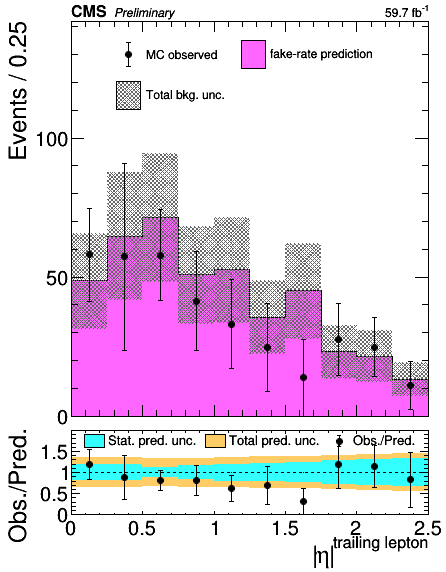 CMS Preliminary 59.7 fb⁻¹
Events / 0.25
MC observed
fake-rate prediction
Total bkg. unc.
100
50
0
Obs./Pred.
Stat. pred. unc.
Total pred. unc.
Obs./Pred.
1.5
1
0.5
0
0 0.5 1 1.5 2 2.5
|η|^trailing lepton